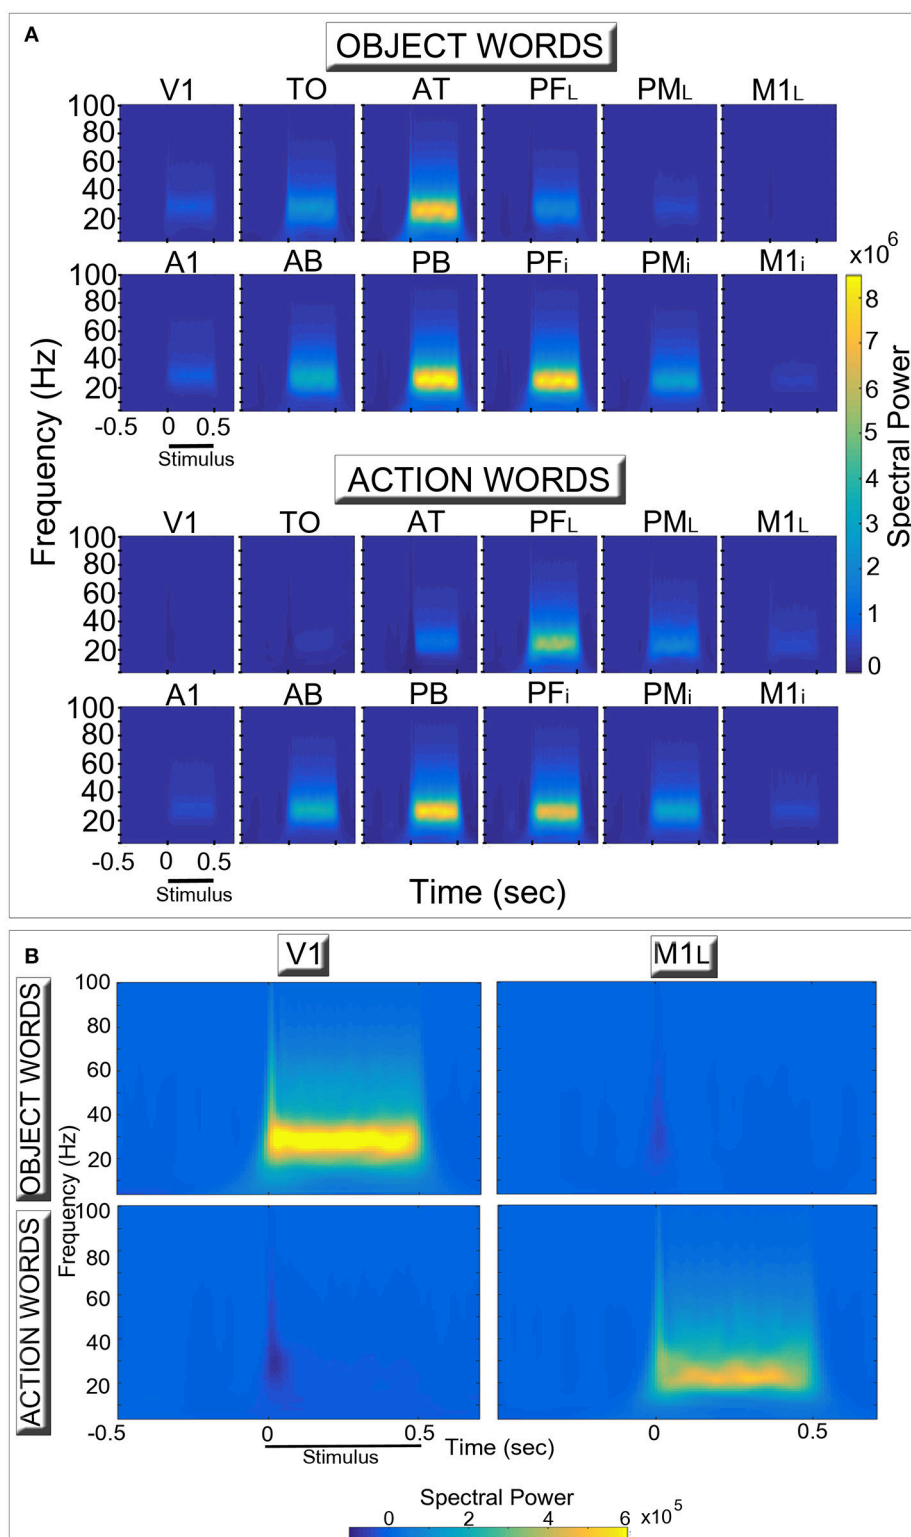 A
OBJECT WORDS
V1 TO AT PFL PML M1L
100
80
60
40
20
A1 AB PB PFi PMi M1i
100
80
60
40
20
-0.5 0 0.5
Stimulus
x10⁶
8
7
6
5
4
3
2
1
0
Spectral Power
Frequency (Hz)
ACTION WORDS
V1 TO AT PFL PML M1L
100
80
60
40
20
A1 AB PB PFi PMi M1i
100
80
60
40
20
-0.5 0 0.5
Stimulus
Time (sec)
B
V1 M1L
OBJECT WORDS
100
80
60
40
20
Frequency (Hz)
ACTION WORDS
100
80
60
40
20
-0.5 0 0.5 0 0.5
Stimulus
Time (sec)
Spectral Power
0 2 4 6 x10⁵